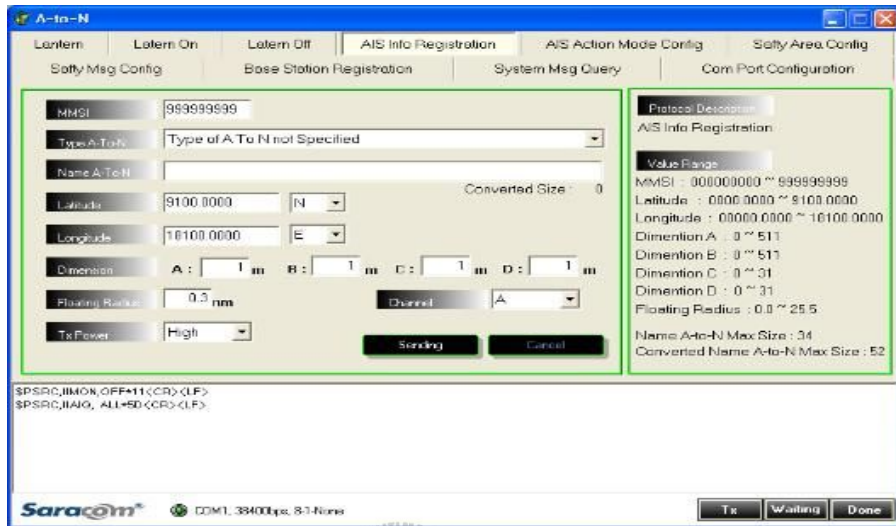 A-to-N
Lantern Latern On Latern Off AIS Info Registration AIS Action Mode Config Safty Area Config
Safty Msg Config Base Station Registration System Msg Query Com Port Configuration
MMSI 999999999
Type A-To-N Type of A To N not Specified
Name A-To-N
Converted Size : 0
Latitude 9100.0000 N
Longitude 18100.0000 E
Dimension A : 1 m B : 1 m C : 1 m D : 1 m
Floating Radius 0.3 nm Channel A
Tx Power High
Sending Cancel
Protocol Description
AIS Info Registration
Value Range
MMSI : 000000000 ~ 999999999
Latitude : 0000.0000 ~ 9100.0000
Longitude : 00000.0000 ~ 18100.0000
Dimention A : 0 ~ 511
Dimention B : 0 ~ 511
Dimention C : 0 ~ 31
Dimention D : 0 ~ 31
Floating Radius : 0.0 ~ 25.5
Name A-to-N Max Size : 34
Converted Name A-to-N Max Size : 52
$PSRC,IIMON,OFF*11<CR><LF>
$PSRC,IIAIQ, ALL*5D<CR><LF>
Saracom
COM1, 38400bps, 8-1-None
Tx Waiting Done